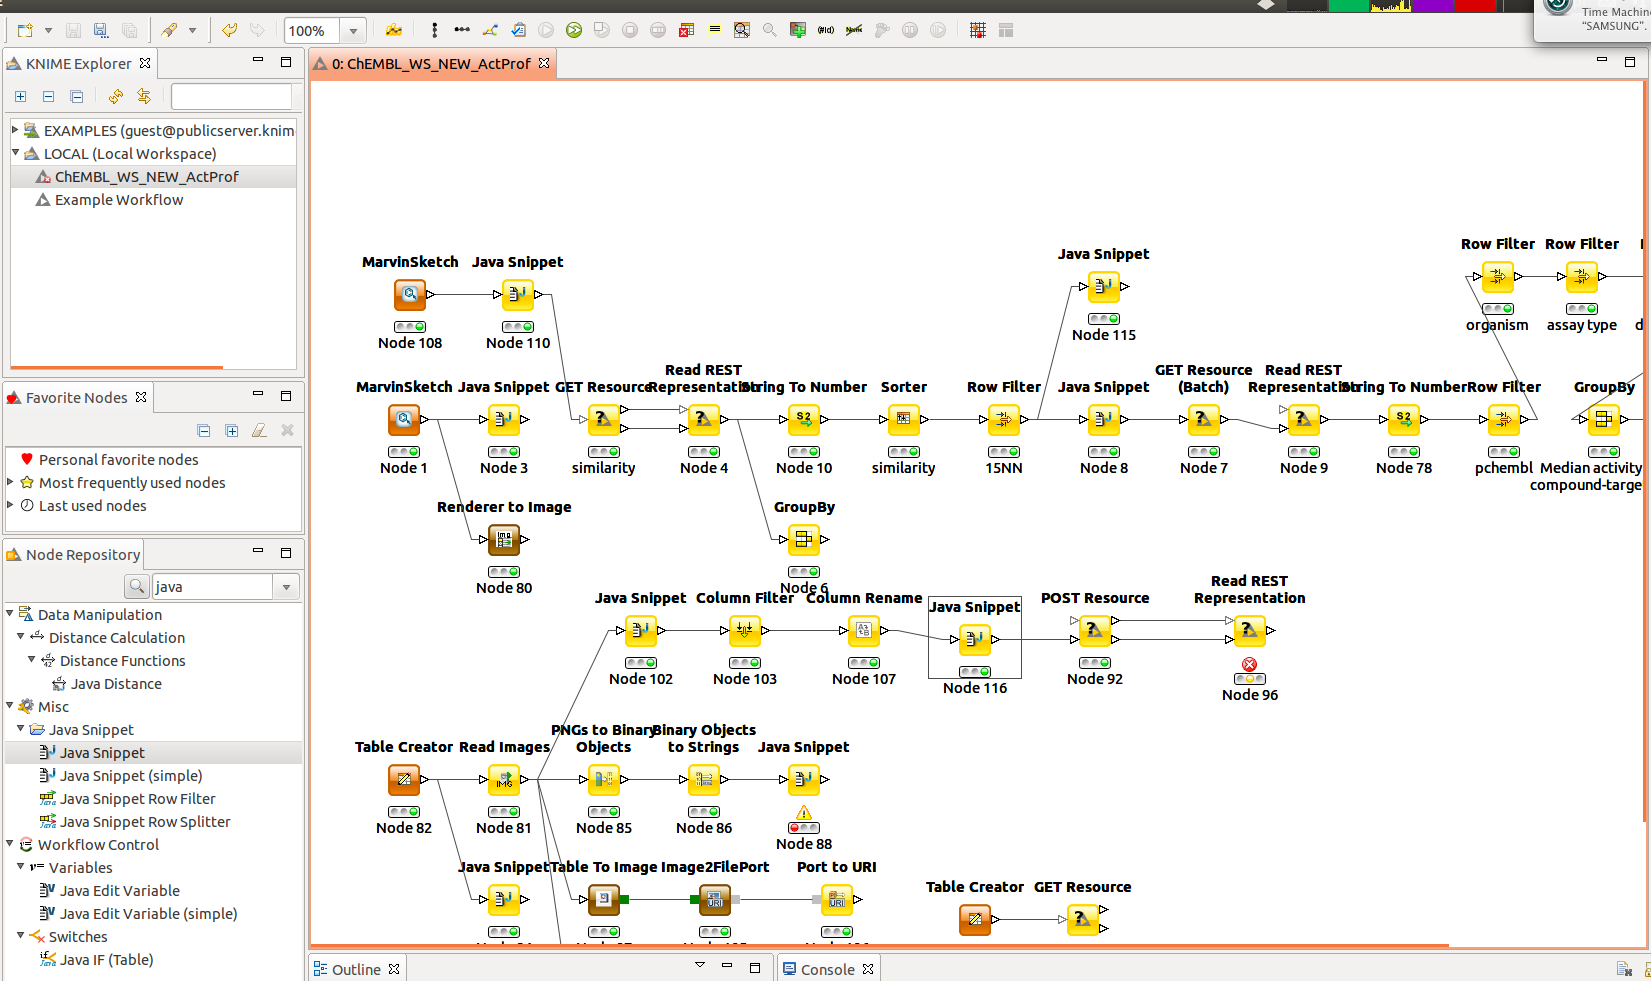 Time Machin
"SAMSUNG".
100%
(#Id)
KNIME Explorer
0: ChEMBL_WS_NEW_ActProf
EXAMPLES (guest@publicserver.knim
LOCAL (Local Workspace)
ChEMBL_WS_NEW_ActProf
Example Workflow
Favorite Nodes
Personal favorite nodes
Most frequently used nodes
Last used nodes
Node Repository
java
Data Manipulation
Distance Calculation
Distance Functions
Java Distance
Misc
Java Snippet
Java Snippet
Java Snippet (simple)
Java Snippet Row Filter
Java Snippet Row Splitter
Workflow Control
Variables
Java Edit Variable
Java Edit Variable (simple)
Switches
Java IF (Table)
Row Filter Row Filter
organism assay type
MarvinSketch Java Snippet
Node 108 Node 110
Java Snippet
Node 115
MarvinSketch Java Snippet GET Resource Read REST Representation String To Number Sorter Row Filter Java Snippet GET Resource (Batch) Read REST Representation String To Number Row Filter GroupBy
Node 1 Node 3 similarity Node 4 Node 10 similarity 15NN Node 8 Node 7 Node 9 Node 78 pchembl Median activity
compound-targe
Renderer to Image GroupBy
Node 80 Node 6
Java Snippet Column Filter Column Rename Java Snippet POST Resource Read REST Representation
Node 102 Node 103 Node 107 Node 116 Node 92 Node 96
Table Creator Read Images PNGs to Binary Objects Binary Objects to Strings Java Snippet
IMG
Node 82 Node 81 Node 85 Node 86 Node 88
Java Snippet Table To Image Image2FilePort Port to URI
URI URI
Table Creator GET Resource
Outline
Console